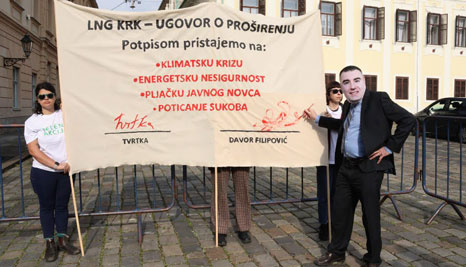 LNG KRK – UGOVOR O PROŠIRENJU
Potpisom pristajemo na:
•KLIMATSKU KRIZU
•ENERGETSKU NESIGURNOST
•PLJAČKU JAVNOG NOVCA
•POTICANJE SUKOBA
Tvrtka
TVRTKA
DAVOR FILIPOVIĆ